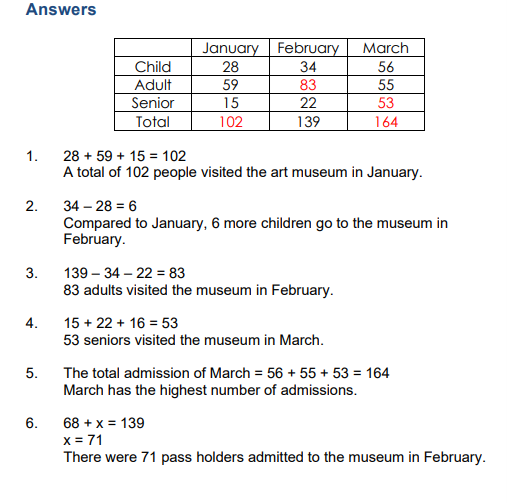 Answers
January February March
Child 28 34 56
Adult 59 83 55
Senior 15 22 53
Total 102 139 164
1. 28 + 59 + 15 = 102
A total of 102 people visited the art museum in January.
2. 34 – 28 = 6
Compared to January, 6 more children go to the museum in
February.
3. 139 – 34 – 22 = 83
83 adults visited the museum in February.
4. 15 + 22 + 16 = 53
53 seniors visited the museum in March.
5. The total admission of March = 56 + 55 + 53 = 164
March has the highest number of admissions.
6. 68 + x = 139
x = 71
There were 71 pass holders admitted to the museum in February.